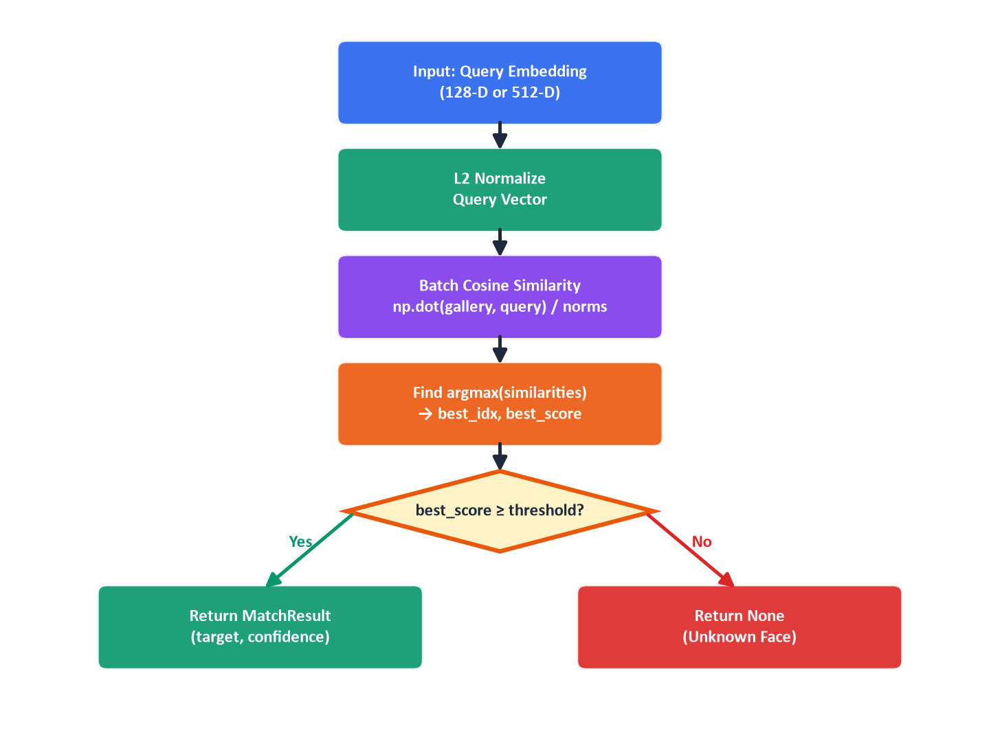 Input: Query Embedding
(128-D or 512-D)
L2 Normalize
Query Vector
Batch Cosine Similarity
np.dot(gallery, query) / norms
Find argmax(similarities)
→ best_idx, best_score
best_score ≥ threshold?
Yes
No
Return MatchResult
(target, confidence)
Return None
(Unknown Face)